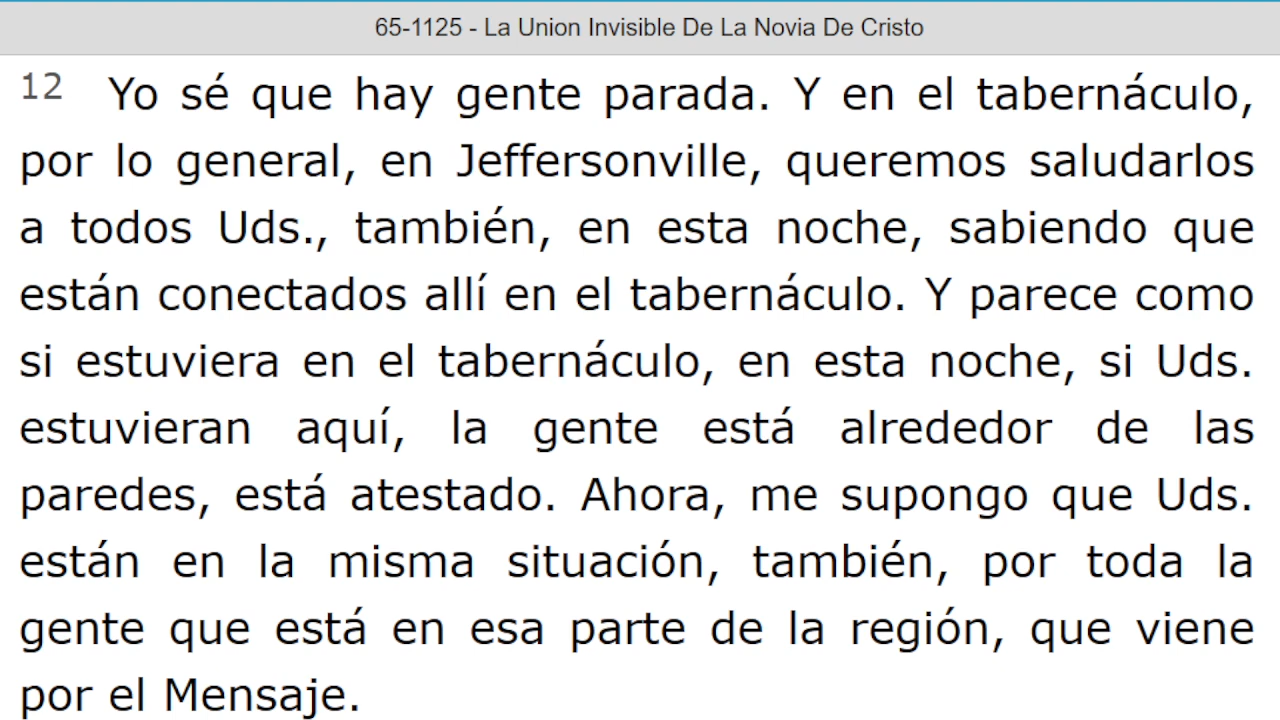 65-1125 - La Union Invisible De La Novia De Cristo
12 Yo sé que hay gente parada. Y en el tabernáculo,
por lo general, en Jeffersonville, queremos saludarlos
a todos Uds., también, en esta noche, sabiendo que
están conectados allí en el tabernáculo. Y parece como
si estuviera en el tabernáculo, en esta noche, si Uds.
estuvieran aquí, la gente está alrededor de las
paredes, está atestado. Ahora, me supongo que Uds.
están en la misma situación, también, por toda la
gente que está en esa parte de la región, que viene
por el Mensaje.